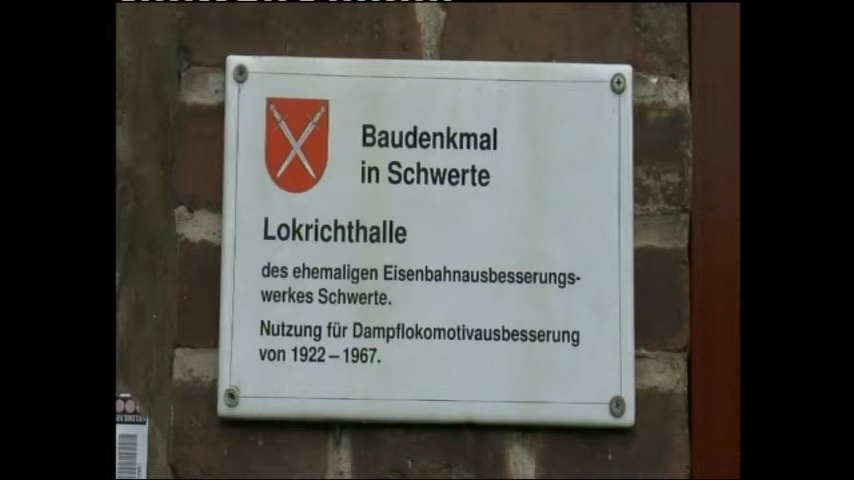 Baudenkmal
in Schwerte
Lokrichthalle
des ehemaligen Eisenbahnausbesserungs-
werkes Schwerte.
Nutzung für Dampflokomotivausbesserung
von 1922 – 1967.